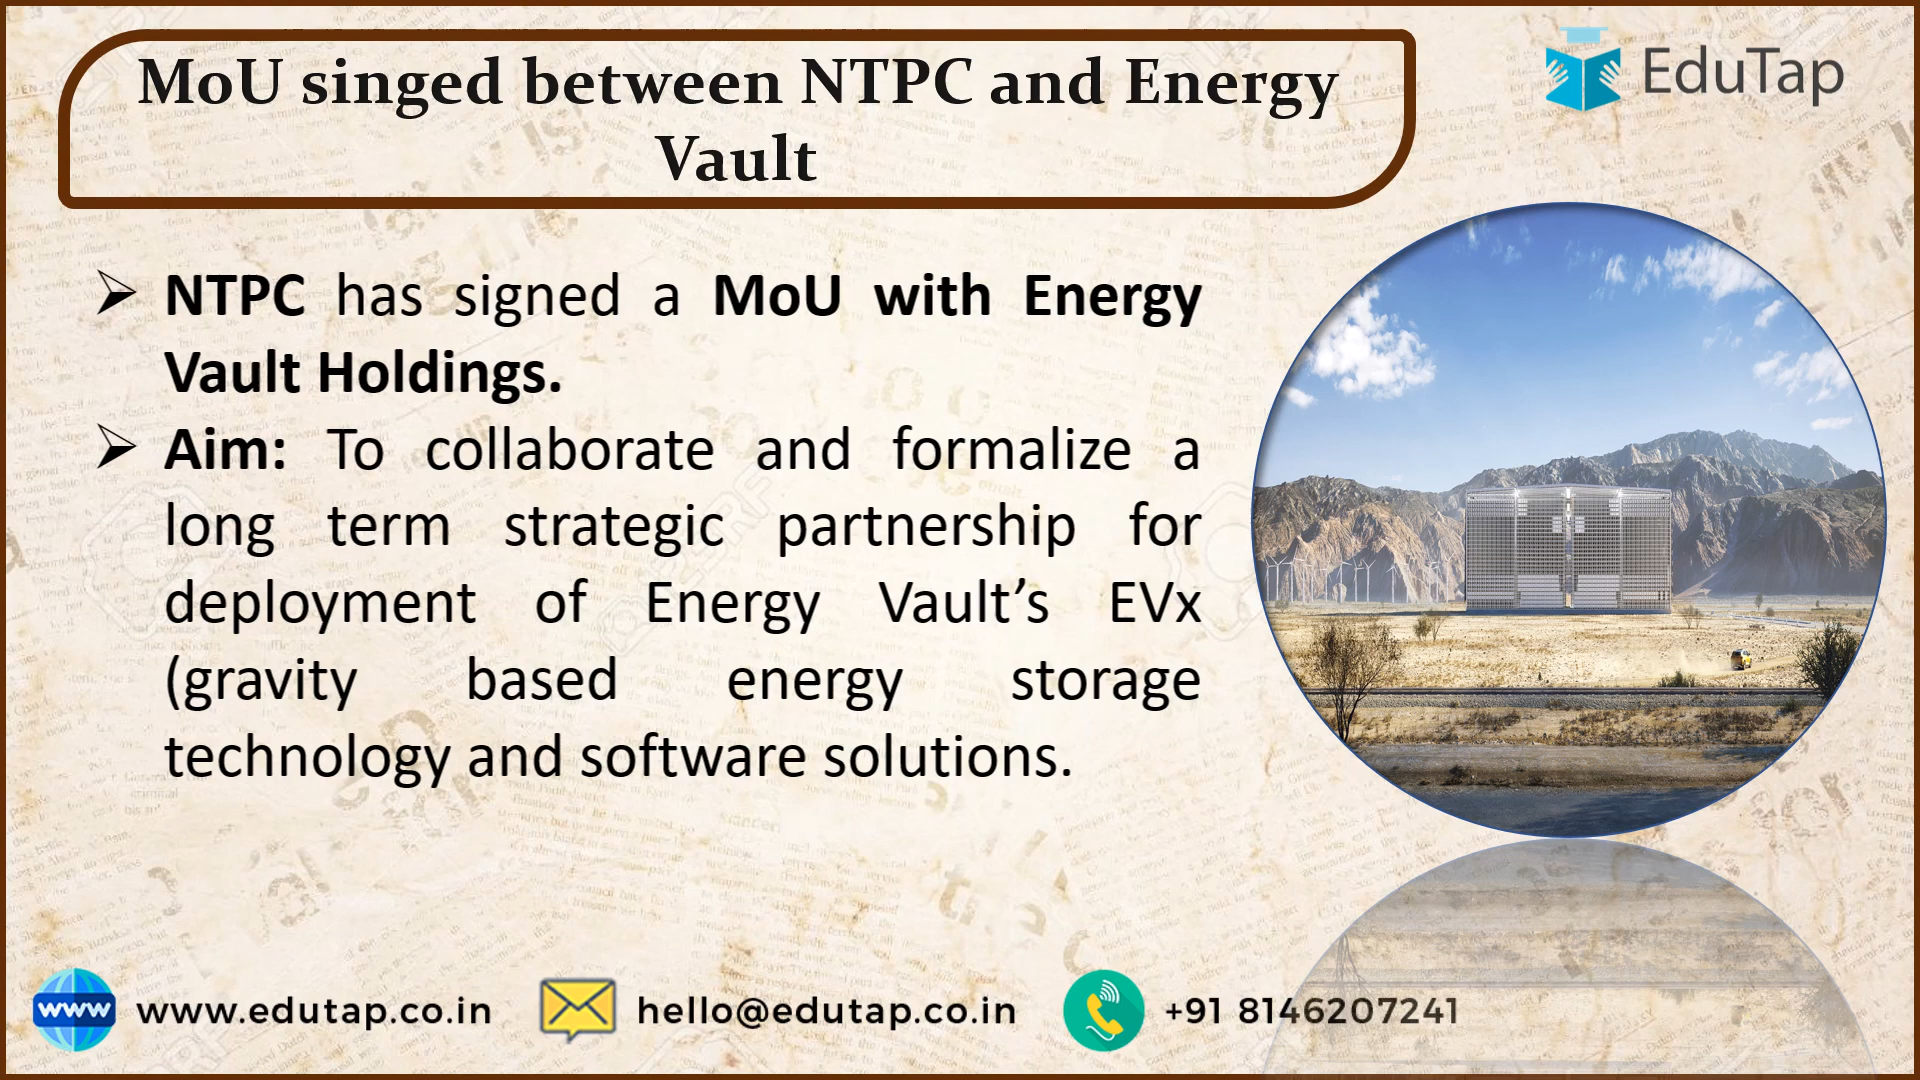 MoU singed between NTPC and Energy
Vault
EduTap
NTPC has signed a MoU with Energy
Vault Holdings.
Aim: To collaborate and formalize a
long term strategic partnership for
deployment of Energy Vault’s EVx
(gravity based energy storage
technology and software solutions.
www www.edutap.co.in hello@edutap.co.in +91 8146207241